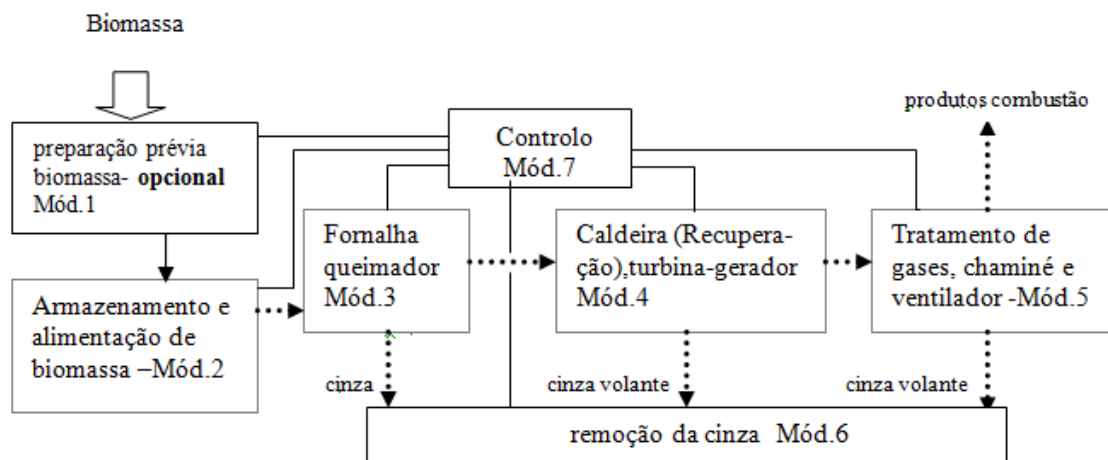 Biomassa
preparação prévia
biomassa- opcional
Mód.1
Armazenamento e
alimentação de
biomassa –Mód.2
Controlo
Mód.7
Fornalha
queimador
Mód.3
Caldeira (Recupera-
ção),turbina-gerador
Mód.4
produtos combustão
Tratamento de
gases, chaminé e
ventilador -Mód.5
cinza
cinza volante
cinza volante
remoção da cinza Mód.6